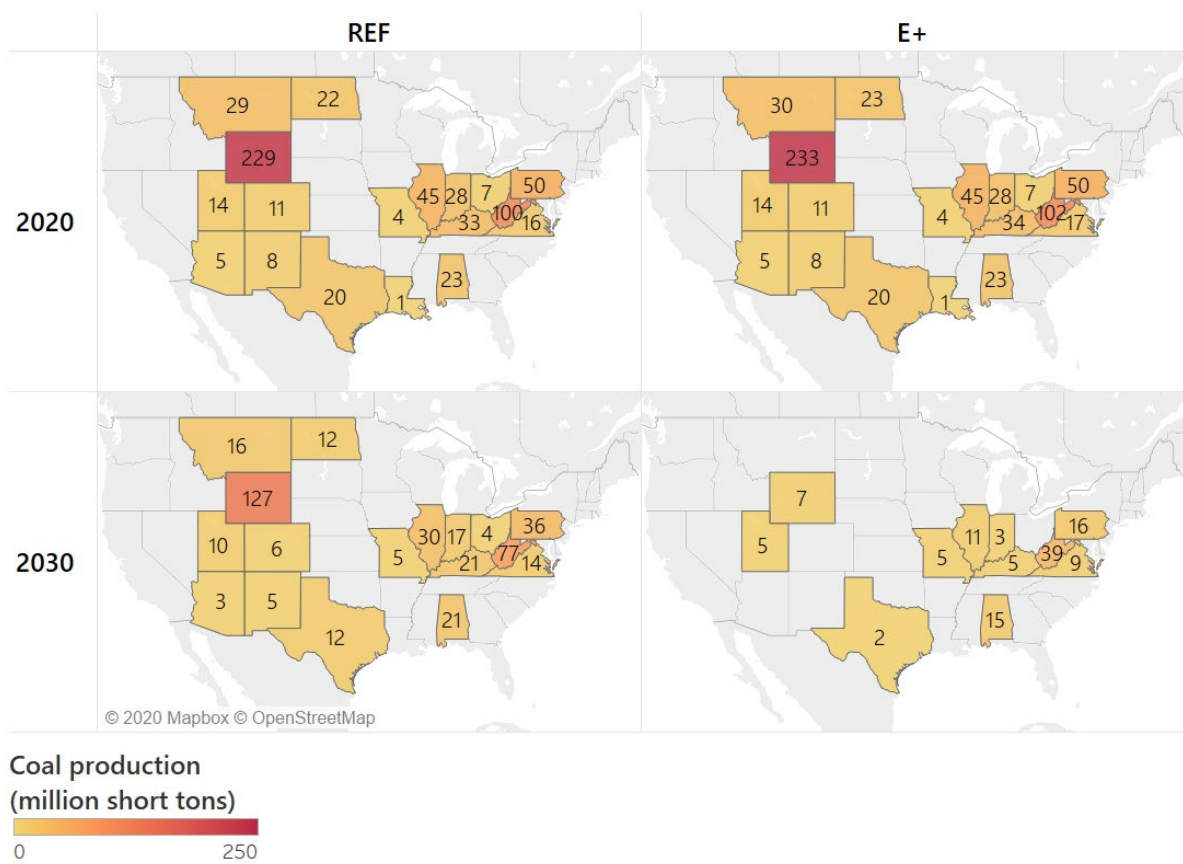 REF E+
2020
29 22
229
14 11
5 8
20
1
4
45 28 7 50
33 100 16
23
30 23
233
14 11
5 8
20
1
4
45 28 7 50
34 102 17
23
2030
16 12
127
10 6
3 5
12
5
30 17 4 36
21 77 14
21
© 2020 Mapbox © OpenStreetMap
7
5
2
5
11 3 16
5 39 9
15
Coal production
(million short tons)
0 250